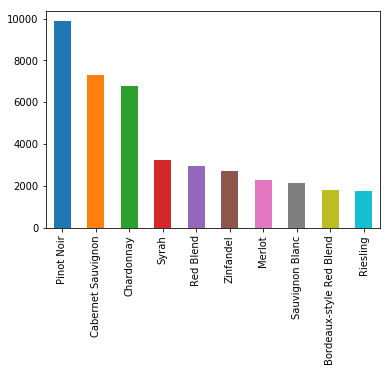 10000
8000
6000
4000
2000
0
Pinot Noir
Cabernet Sauvignon
Chardonnay
Syrah
Red Blend
Zinfandel
Merlot
Sauvignon Blanc
Bordeaux-style Red Blend
Riesling